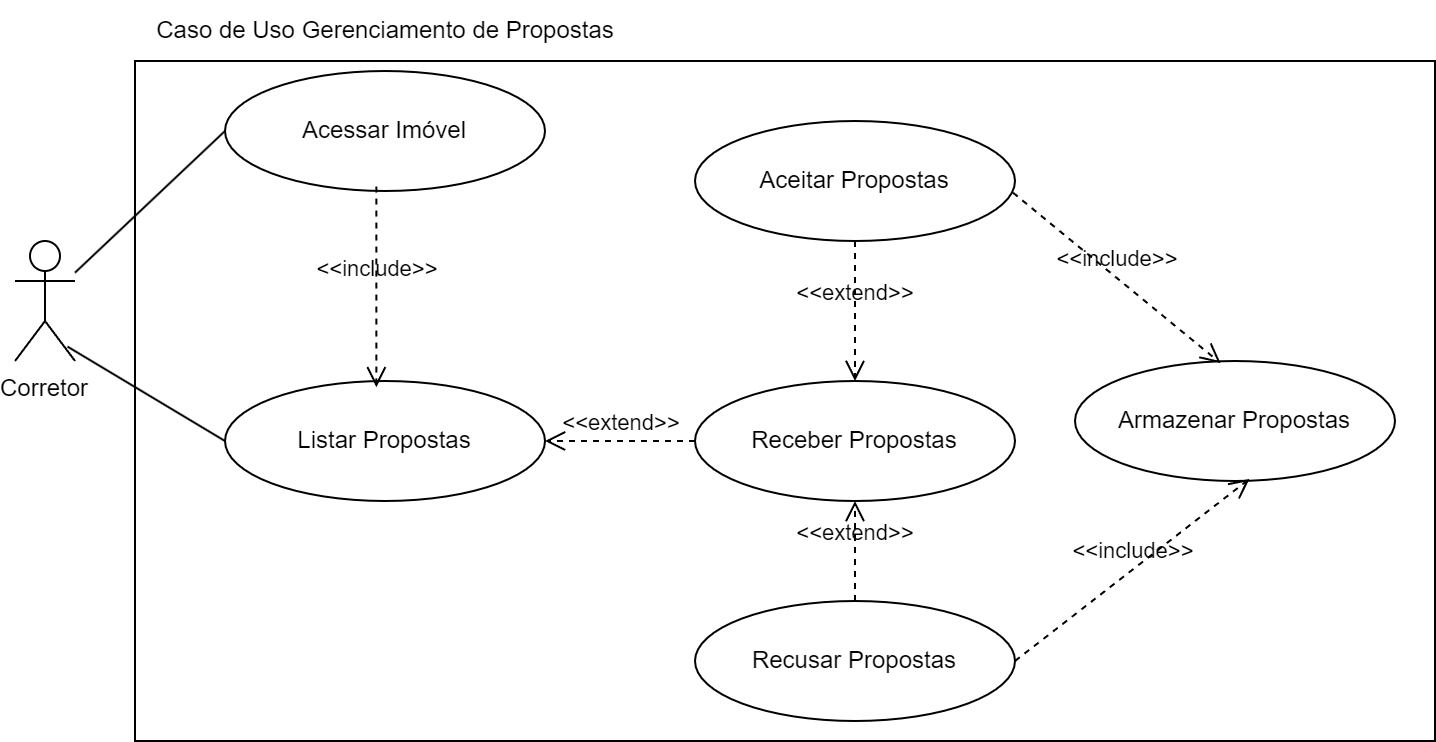 Caso de Uso Gerenciamento de Propostas
Acessar Imóvel
Aceitar Propostas
<<include>>
<<include>>
<<extend>>
Corretor
Listar Propostas
<<extend>>
Receber Propostas
Armazenar Propostas
<<extend>>
<<include>>
Recusar Propostas